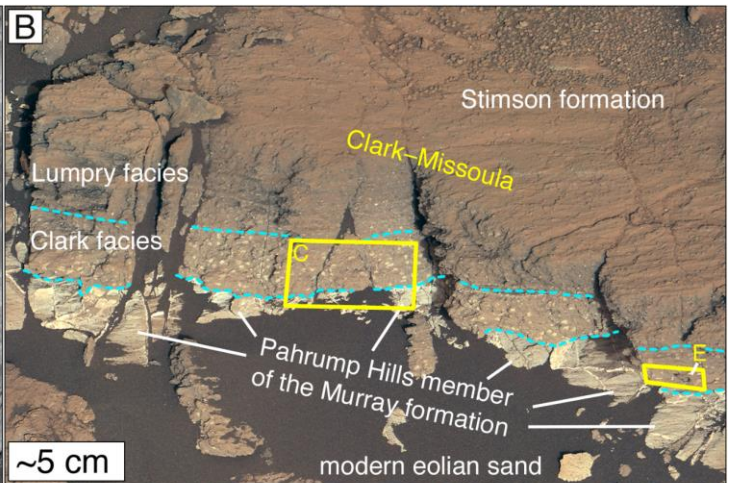 B
Stimson formation
Clark–Missoula
Lumpry facies
Clark facies
C
E
Pahrump Hills member
of the Murray formation
~5 cm
modern eolian sand